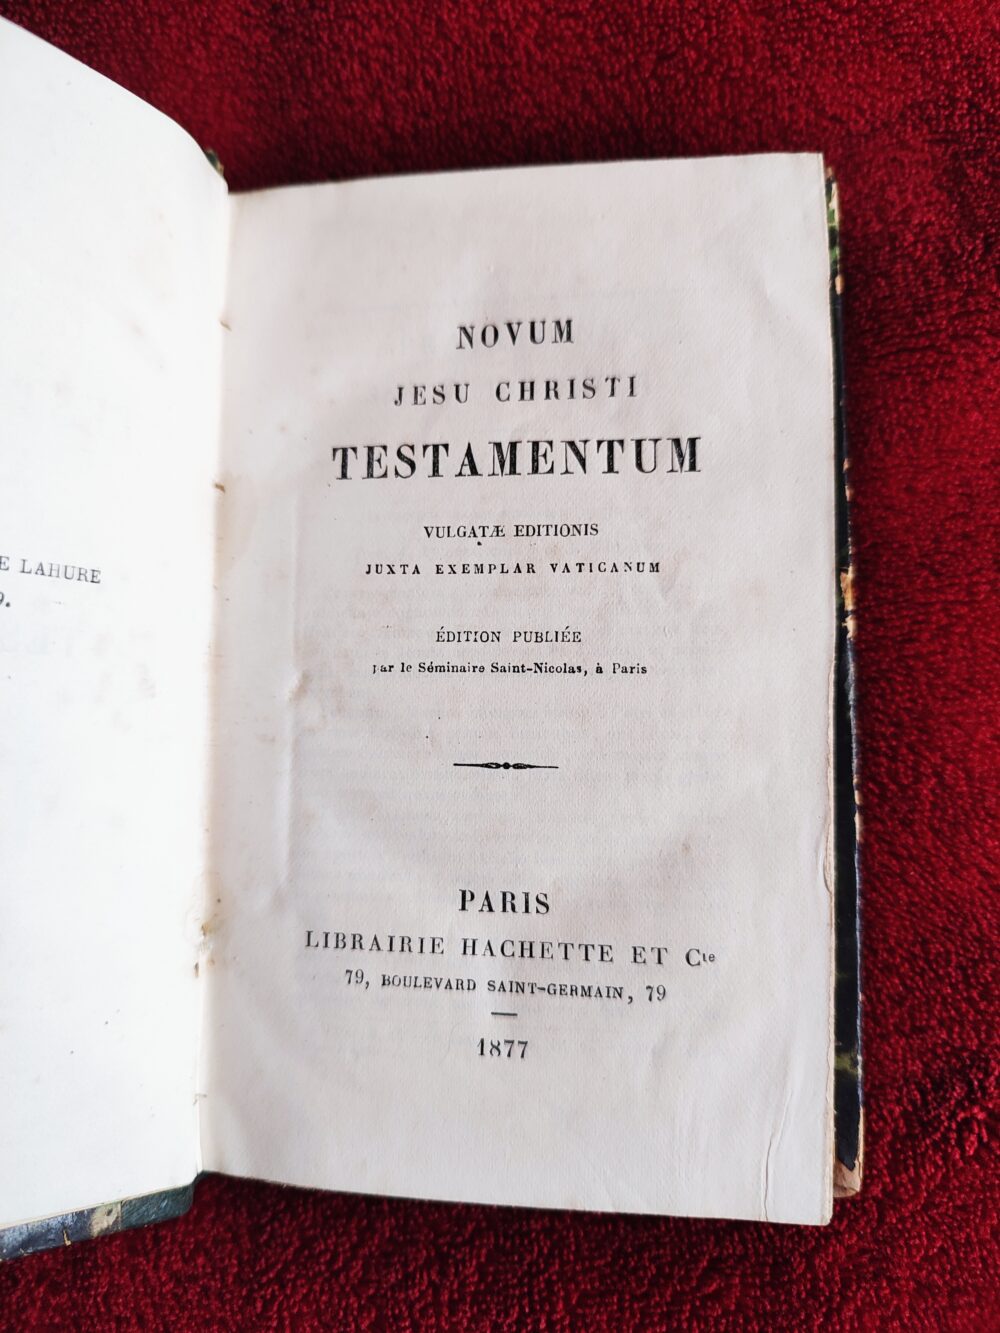 E LAHURE
9.
NOVUM
JESU CHRISTI
TESTAMENTUM
VULGATÆ EDITIONIS
JUXTA EXEMPLAR VATICANUM
ÉDITION PUBLIÉE
par le Séminaire Saint-Nicolas, à Paris
PARIS
LIBRAIRIE HACHETTE ET Cie
79, BOULEVARD SAINT-GERMAIN, 79
1877